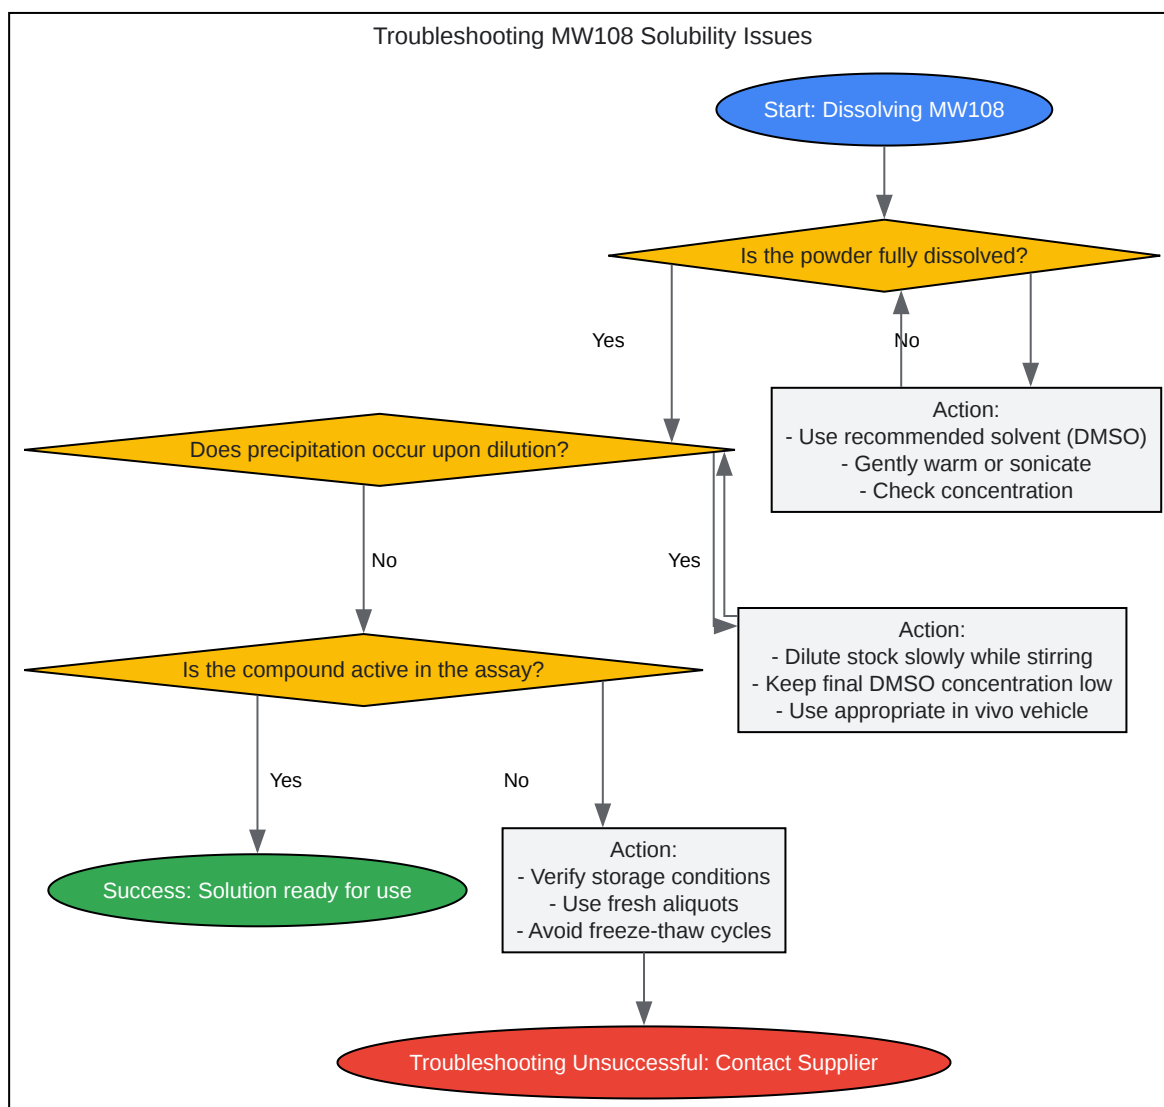 Troubleshooting MW108 Solubility Issues
Start: Dissolving MW108
Is the powder fully dissolved?
Yes
No
Action:
- Use recommended solvent (DMSO)
- Gently warm or sonicate
- Check concentration
Does precipitation occur upon dilution?
No
Yes
Action:
- Dilute stock slowly while stirring
- Keep final DMSO concentration low
- Use appropriate in vivo vehicle
Is the compound active in the assay?
Yes
No
Action:
- Verify storage conditions
- Use fresh aliquots
- Avoid freeze-thaw cycles
Success: Solution ready for use
Troubleshooting Unsuccessful: Contact Supplier